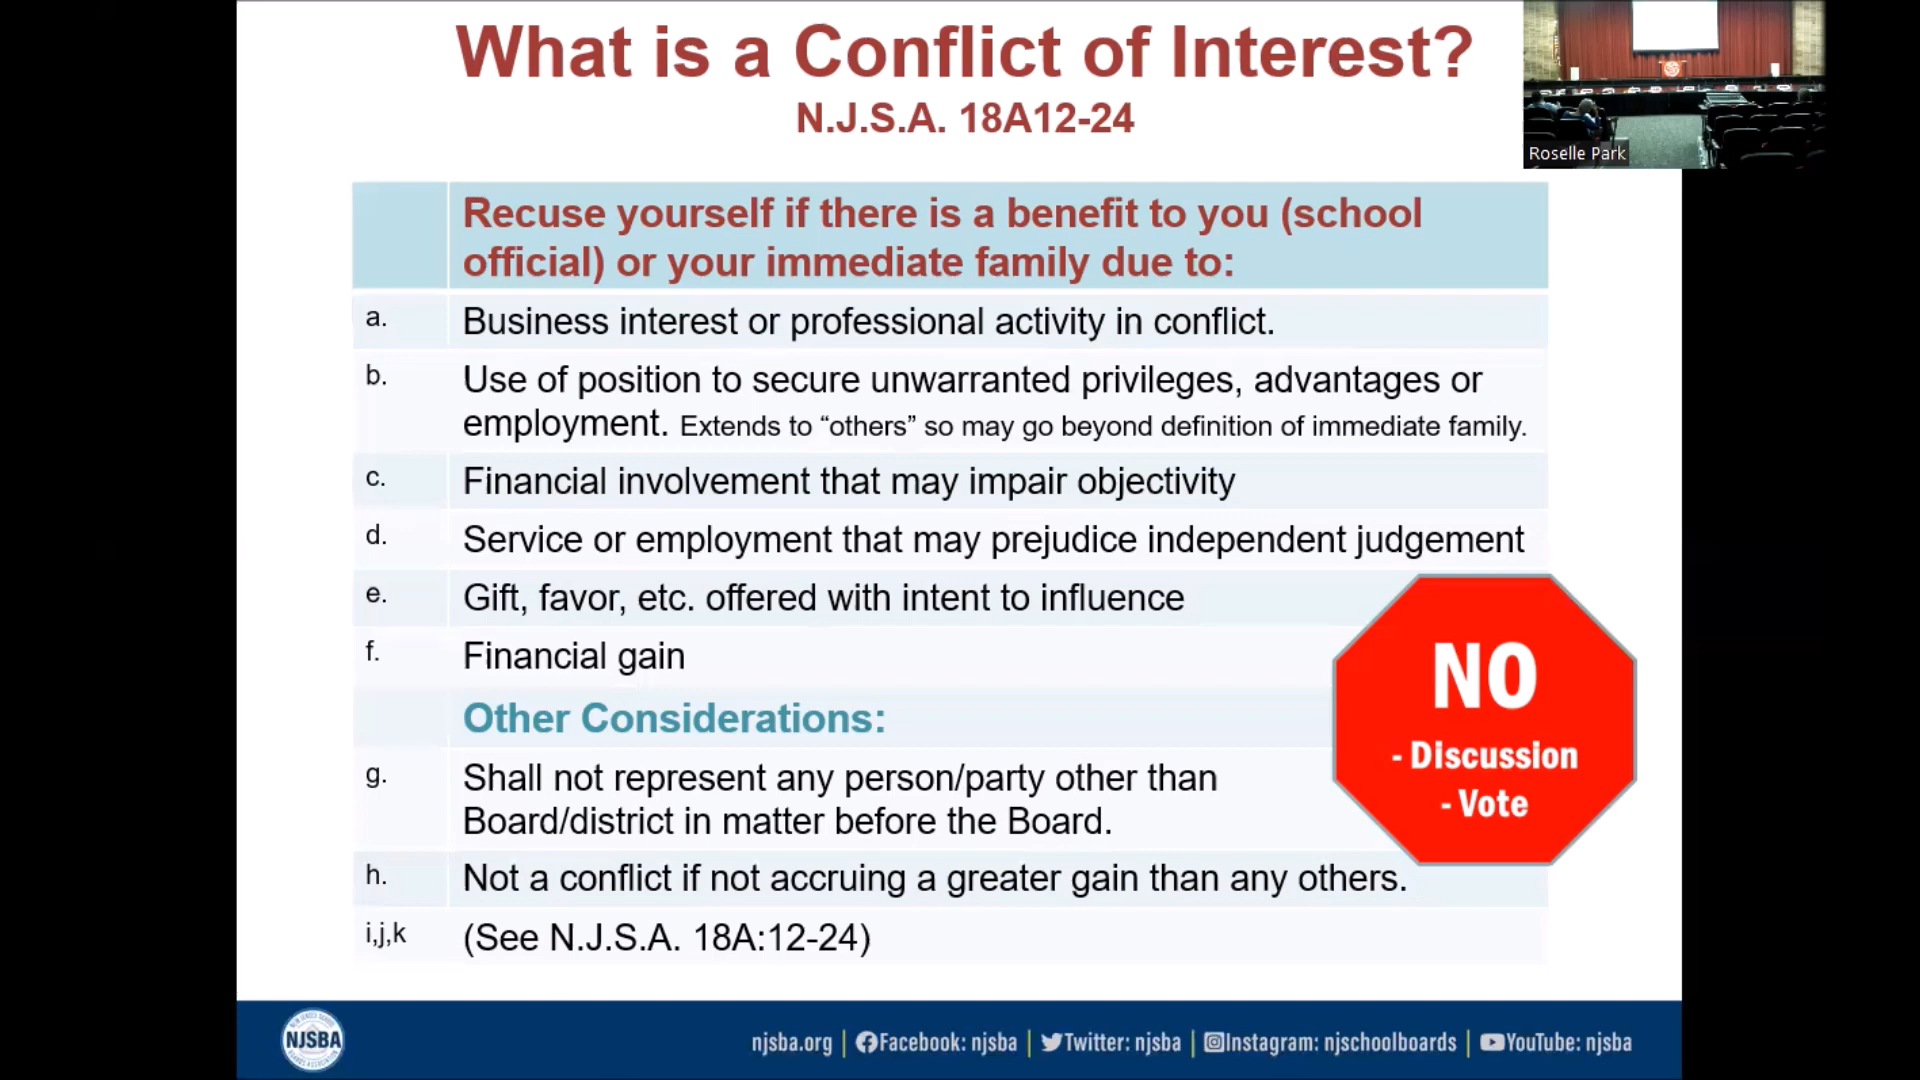 What is a Conflict of Interest?
N.J.S.A. 18A12-24
Roselle Park
Recuse yourself if there is a benefit to you (school
official) or your immediate family due to:
a. Business interest or professional activity in conflict.
b. Use of position to secure unwarranted privileges, advantages or
employment. Extends to “others” so may go beyond definition of immediate family.
c. Financial involvement that may impair objectivity
d. Service or employment that may prejudice independent judgement
e. Gift, favor, etc. offered with intent to influence
f. Financial gain
Other Considerations:
g. Shall not represent any person/party other than
Board/district in matter before the Board.
h. Not a conflict if not accruing a greater gain than any others.
i,j,k (See N.J.S.A. 18A:12-24)
NO
- Discussion
- Vote
NJSBA
njsba.org | Facebook: njsba | Twitter: njsba | Instagram: njschoolboards | YouTube: njsba